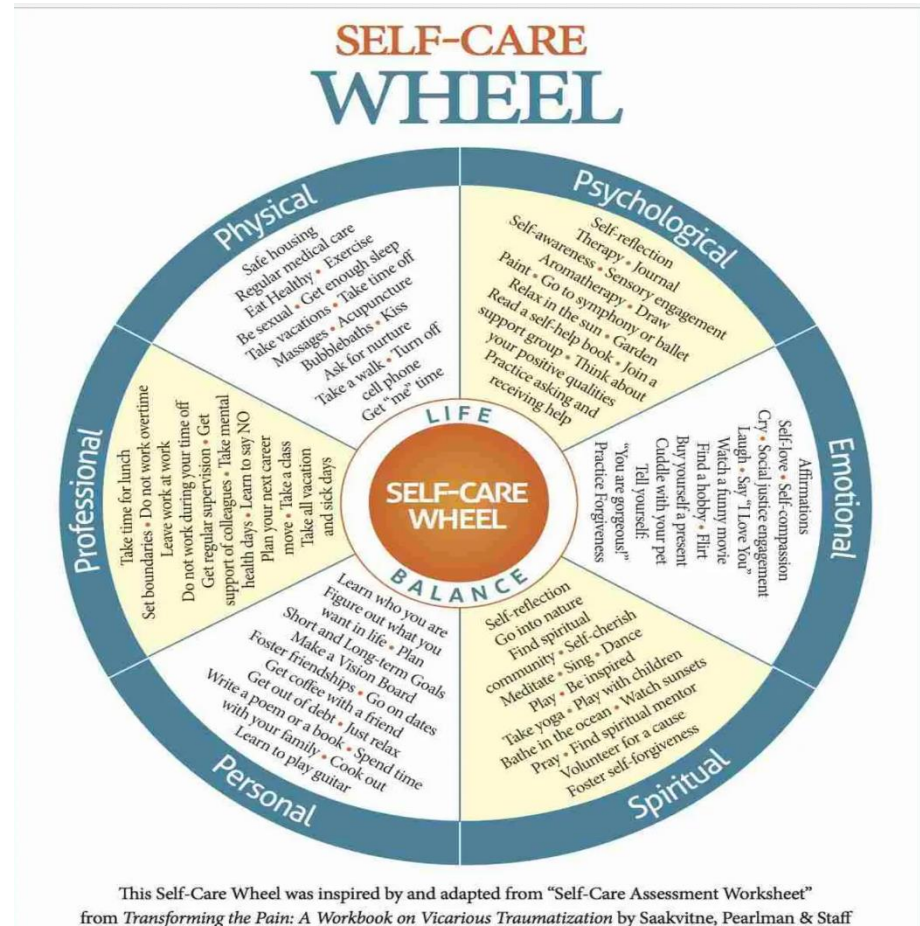 SELF-CARE
WHEEL
Physical
Safe housing
Regular medical care
Eat Healthy • Exercise
Be sexual • Get enough sleep
Take vacations • Take time off
Massages • Acupuncture
Bubblebaths • Kiss
Ask for nurture
Take a walk • Turn off
cell phone
Get "me" time
Psychological
Self-reflection
Therapy • Journal
Self-awareness • Sensory engagement
Aromatherapy • Draw
Paint • Go to symphony or ballet
Relax in the sun • Garden
Read a self-help book • Join a
support group • Think about
your positive qualities
Practice asking and
receiving help
Emotional
Affirmations
Self-love • Self-compassion
Cry • Social justice engagement
Laugh • Say "I Love You"
Watch a funny movie
Find a hobby • Flirt
Buy yourself a present
Cuddle with your pet
Tell yourself:
"You are gorgeous!"
Practice Forgiveness
Spiritual
Self-reflection
Go into nature
Find spiritual
community • Self-cherish
Meditate • Sing • Dance
Play • Be inspired
Take yoga • Play with children
Bathe in the ocean • Watch sunsets
Pray • Find spiritual mentor
Volunteer for a cause
Foster self-forgiveness
Personal
Learn who you are
Figure out what you
want in life • Plan
Short and Long-term Goals
Make a Vision Board
Foster friendships • Go on dates
Get coffee with a friend
Get out of debt • Just relax
Write a poem or a book • Spend time
with your family • Cook out
Learn to play guitar
Professional
Take time for lunch
Set boundaries • Do not work overtime
Leave work at work
Do not work during your time off
Get regular supervision • Get
support of colleagues • Take mental
health days • Learn to say NO
Plan your next career
move • Take a class
Take all vacation
and sick days
LIFE
SELF-CARE
WHEEL
BALANCE
This Self-Care Wheel was inspired by and adapted from "Self-Care Assessment Worksheet"
from Transforming the Pain: A Workbook on Vicarious Traumatization by Saakvitne, Pearlman & Staff